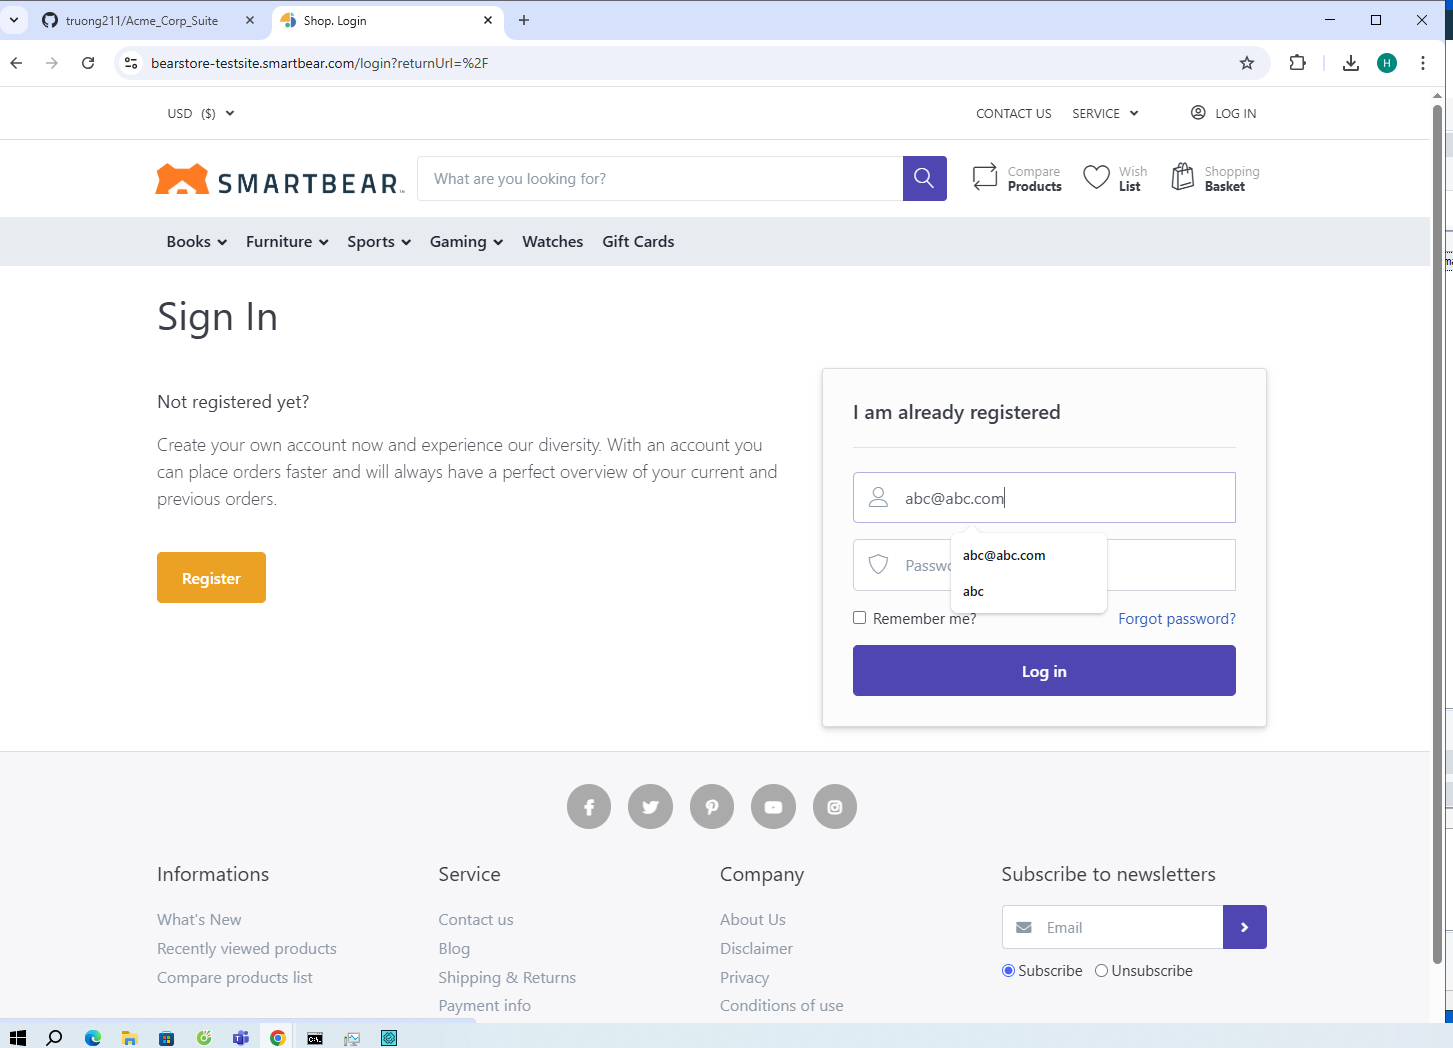 truong211/Acme_Corp_Suite
Shop. Login
bearstore-testsite.smartbear.com/login?returnUrl=%2F
H
USD ($)
CONTACT US
SERVICE
LOG IN
SMARTBEAR
What are you looking for?
Compare
Products
Wish
List
Shopping
Basket
Books
Furniture
Sports
Gaming
Watches
Gift Cards
Sign In
Not registered yet?
Create your own account now and experience our diversity. With an account you
can place orders faster and will always have a perfect overview of your current and
previous orders.
Register
I am already registered
abc@abc.com
abc@abc.com
abc
Remember me?
Forgot password?
Log in
Informations
What's New
Recently viewed products
Compare products list
Service
Contact us
Blog
Shipping & Returns
Payment info
Company
About Us
Disclaimer
Privacy
Conditions of use
Subscribe to newsletters
Email
Subscribe
Unsubscribe